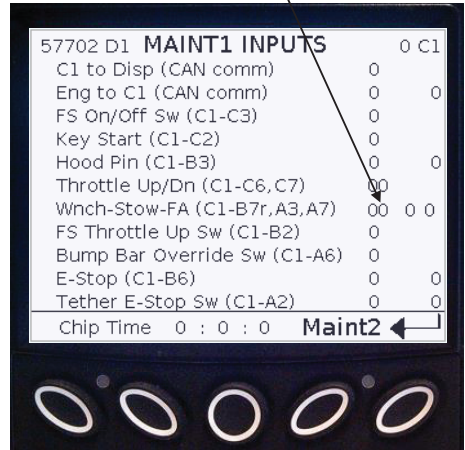 57702 D1 MAINT1 INPUTS 0 C1
C1 to Disp (CAN comm) 0
Eng to C1 (CAN comm) 0 0
FS On/Off Sw (C1-C3) 0
Key Start (C1-C2) 0
Hood Pin (C1-B3) 0 0
Throttle Up/Dn (C1-C6,C7) 00
Wnch-Stow-FA (C1-B7r,A3,A7) 00 0 0
FS Throttle Up Sw (C1-B2) 0
Bump Bar Override Sw (C1-A6) 0
E-Stop (C1-B6) 0 0
Tether E-Stop Sw (C1-A2) 0 0
Chip Time 0 : 0 : 0 Maint2